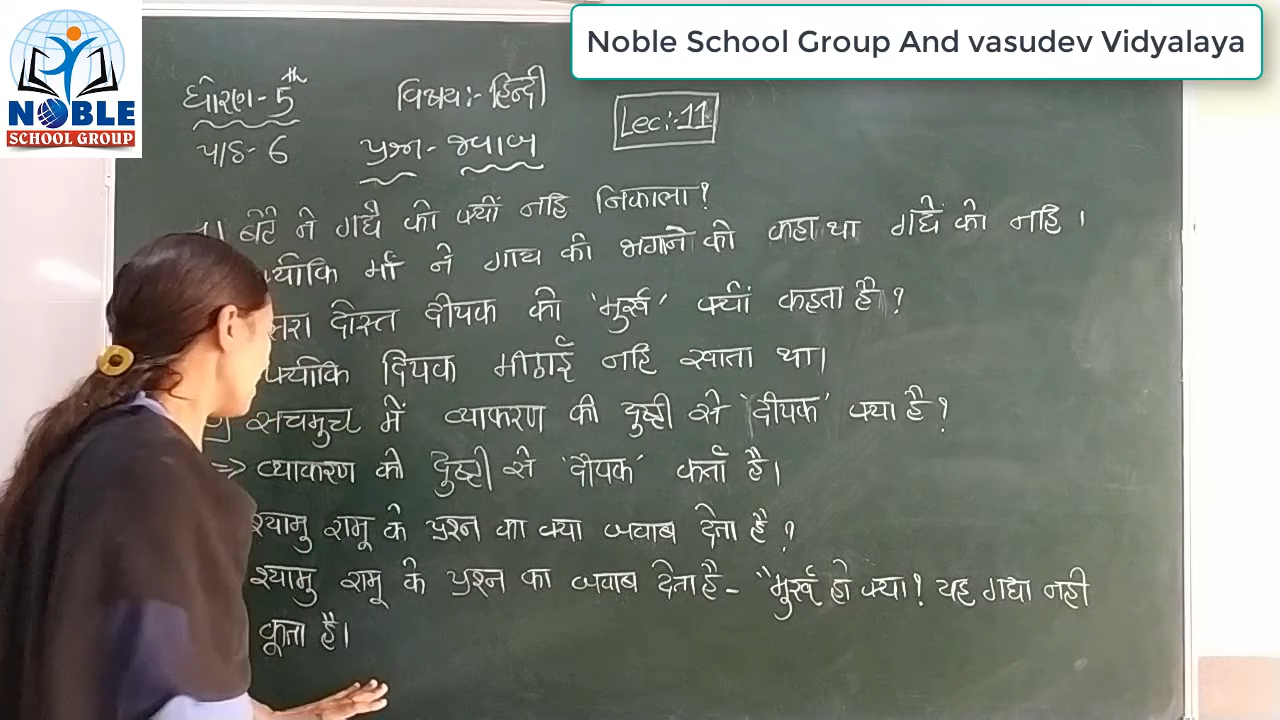 Noble School Group And vasudev Vidyalaya
NOBLE
SCHOOL GROUP
धोरण-5th विषय:- हिन्दी
Lec:-11
પાઠ- 6 प्रश्न- જવાબ
बेटे ने गधे को क्यों नहि निकाला?
क्योंकि माँ ने गाय को भगाने को कहा था गधे को नहि।
दोस्त दीपक को 'मुर्ख' क्यों कहता है?
क्योंकि दिपक मीठाई नहि खाता था।
सचमुच में व्याकरण की दुष्टी से 'दीपक' क्या है?
=> व्याकरण की दुष्टी से 'दीपक' कर्ता है।
श्यामु रामू के प्रश्न का क्या जवाब देता है?
श्यामु रामू के प्रश्न का जवाब देता है- "मुर्ख हो क्या! यह गधा नही
कूता है।